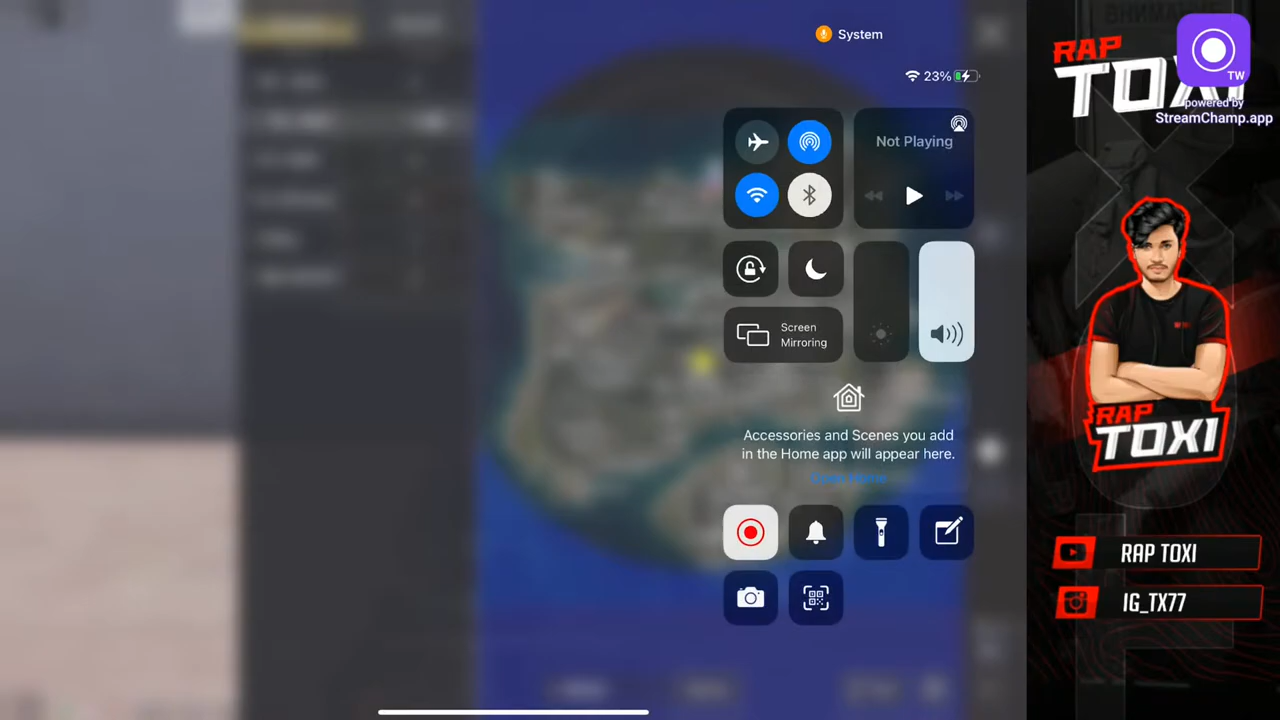 System
23%
Not Playing
Screen
Mirroring
Accessories and Scenes you add
in the Home app will appear here.
ВНИМАНИЕ
RAP
TOXI
TW
powered by
StreamChamp.app
RAP
TOXI
RAP TOXI
IG_TX77